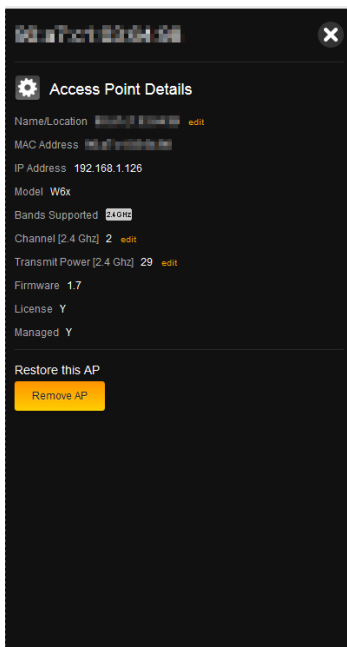 Access Point Details
Name/Location edit
MAC Address
IP Address 192.168.1.126
Model W6x
Bands Supported 2.4 GHz
Channel [2.4 Ghz] 2 edit
Transmit Power [2.4 Ghz] 29 edit
Firmware 1.7
License Y
Managed Y
Restore this AP
Remove AP